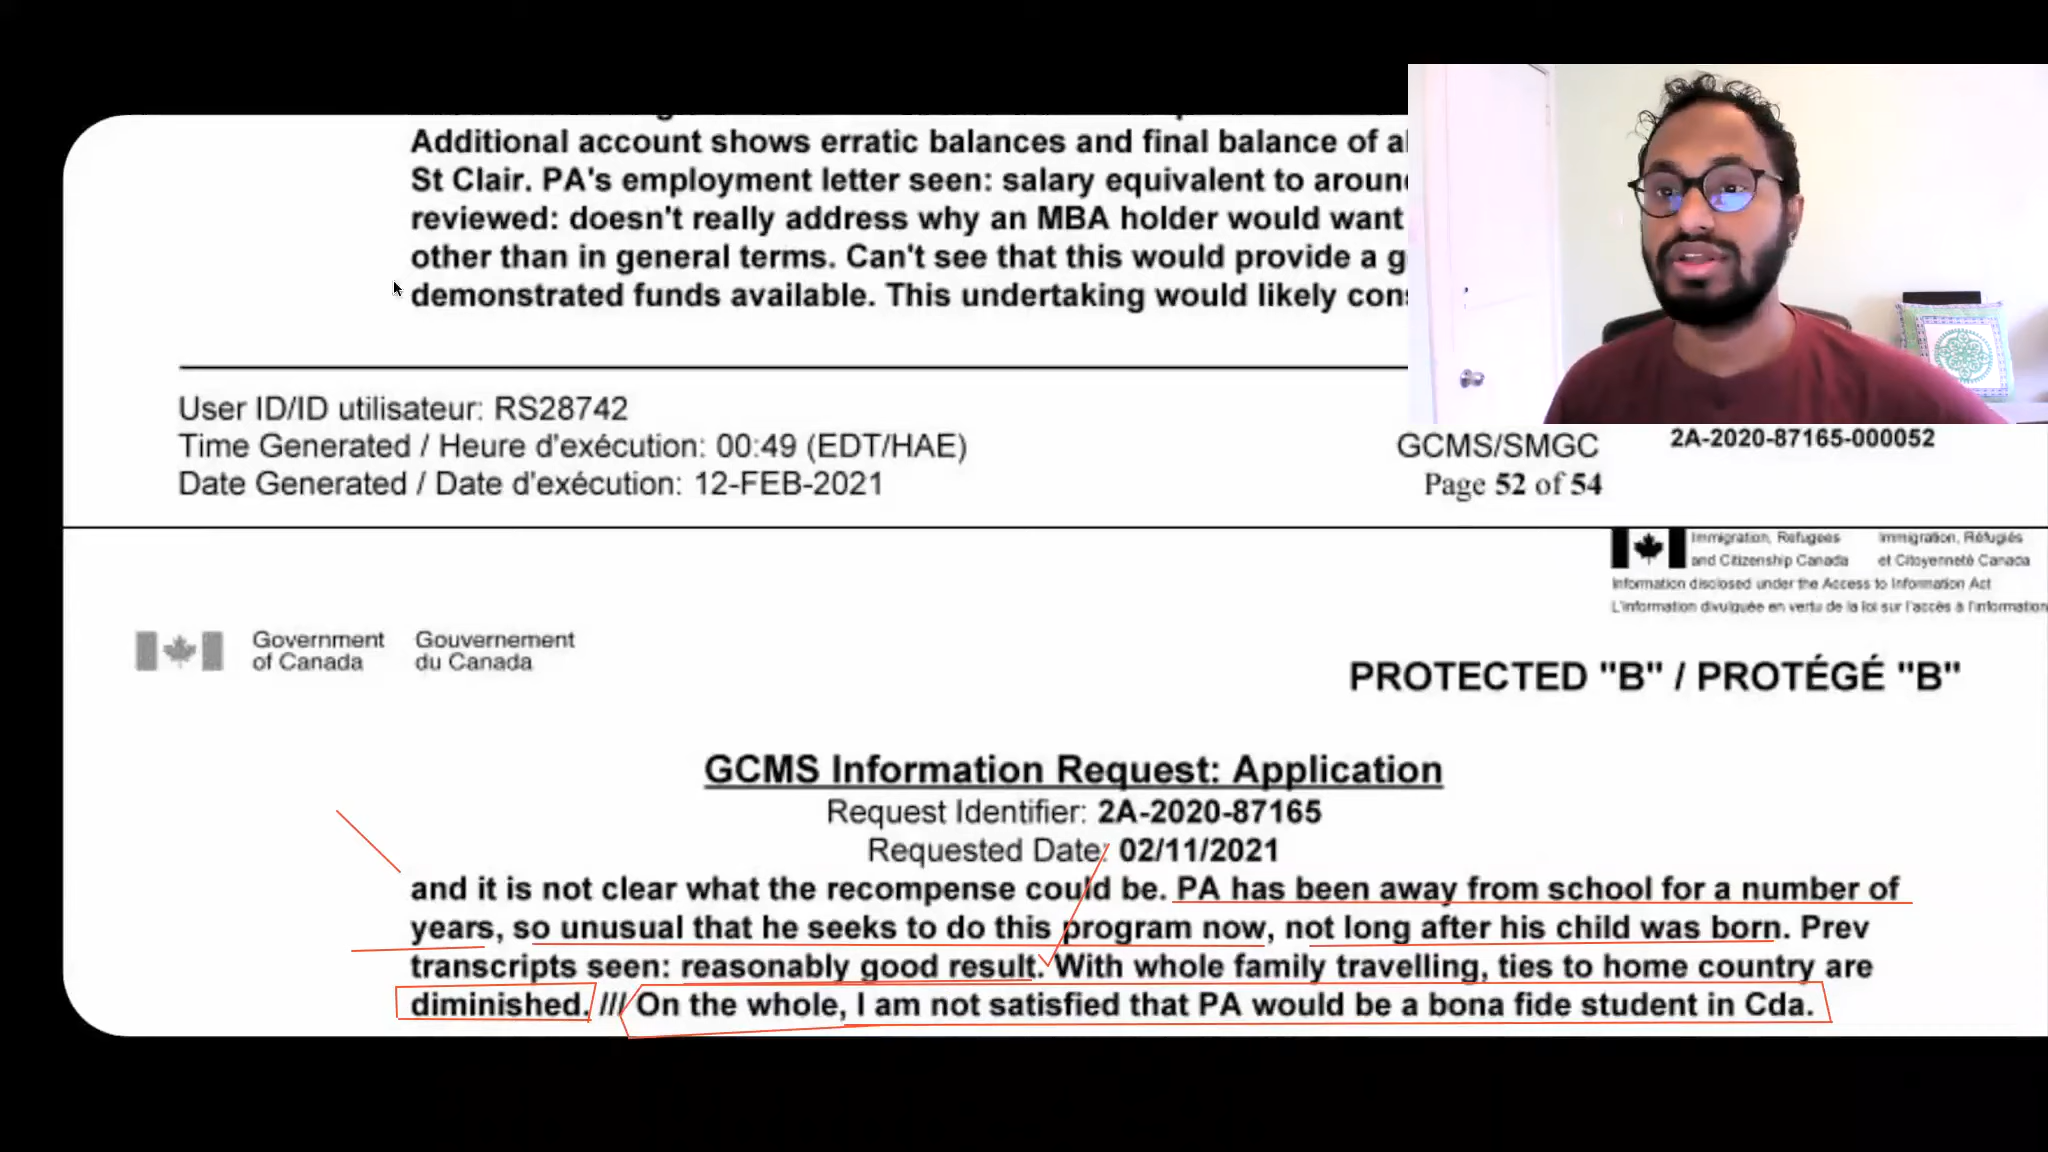 Additional account shows erratic balances and final balance of
St Clair. PA's employment letter seen: salary equivalent to around
reviewed: doesn't really address why an MBA holder would want
other than in general terms. Can't see that this would provide a
demonstrated funds available. This undertaking would likely
User ID/ID utilisateur: RS28742
Time Generated / Heure d'exécution: 00:49 (EDT/HAE)
Date Generated / Date d'exécution: 12-FEB-2021
GCMS/SMGC
2A-2020-87165-000052
Page 52 of 54
Immigration, Refugees
and Citizenship Canada
Immigration, Réfugiés
et Citoyenneté Canada
Information disclosed under the Access to Information Act
L'information divulguée en vertu de la loi sur l'accès à l'information
Government
of Canada
Gouvernement
du Canada
PROTECTED "B" / PROTÉGÉ "B"
GCMS Information Request: Application
Request Identifier: 2A-2020-87165
Requested Date: 02/11/2021
and it is not clear what the recompense could be. PA has been away from school for a number of
years, so unusual that he seeks to do this program now, not long after his child was born. Prev
transcripts seen: reasonably good result. With whole family travelling, ties to home country are
diminished. /// On the whole, I am not satisfied that PA would be a bona fide student in Cda.